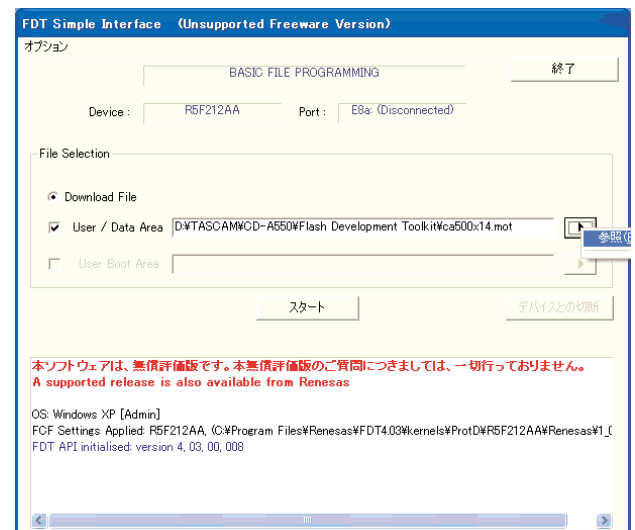 FDT Simple Interface (Unsupported Freeware Version)
オプション
BASIC FILE PROGRAMMING
終了
Device : R5F212AA Port : E8a: (Disconnected)
File Selection
Download File
User / Data Area D:¥TASCAM¥CD-A550¥Flash Development Toolkit¥ca500x14.mot
参照(
User Boot Area
スタート
デバイスとの切断
本ソフトウェアは、無償評価版です。本無償評価版のご質問につきましては、一切行っておりません。
A supported release is also available from Renesas
OS: Windows XP [Admin]
FCF Settings Applied: R5F212AA, (C:¥Program Files¥Renesas¥FDT4.03¥kernels¥ProtD¥R5F212AA¥Renesas¥1_
FDT API initialised: version 4, 03, 00, 008